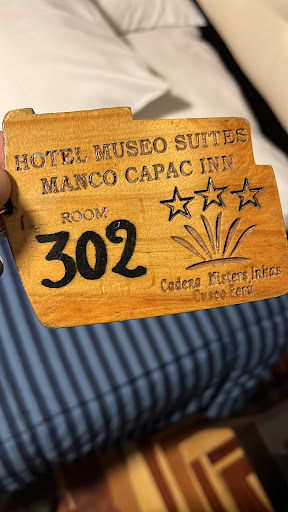 HOTEL MUSEO SUITES
MANCO CAPAC INN
ROOM
302
Cadena Misters Inkas
Cusco Perú